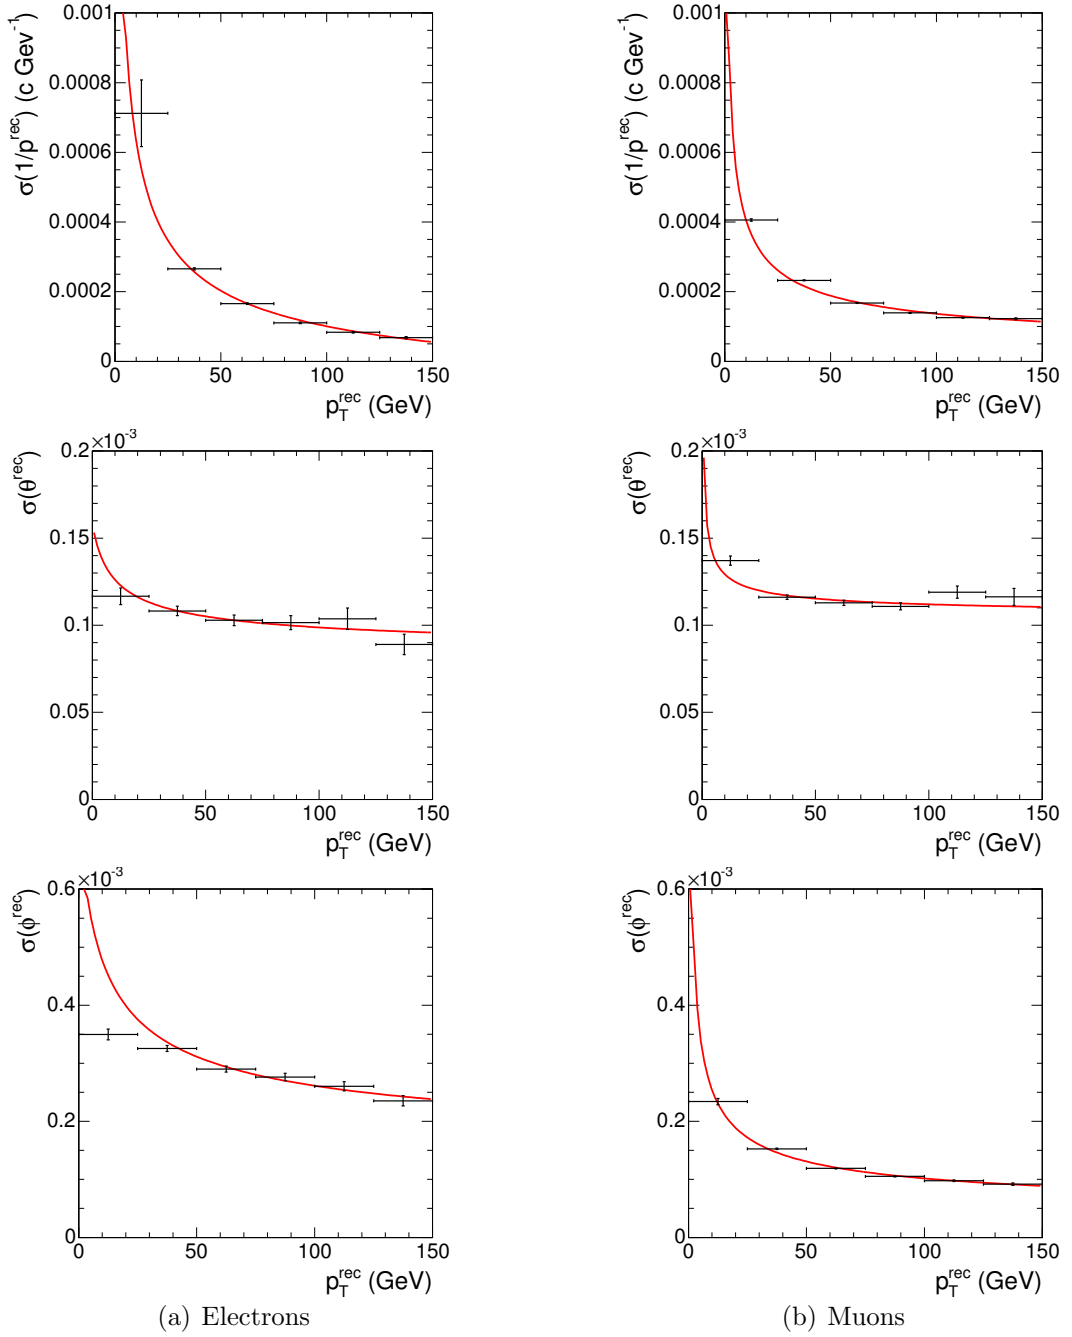 σ(1/p^rec) (c Gev^-1)
0.001
0.0008
0.0006
0.0004
0.0002
0
0 50 100 150
p_T^rec (GeV)
σ(1/p^rec) (c Gev^-1)
0.001
0.0008
0.0006
0.0004
0.0002
0
0 50 100 150
p_T^rec (GeV)
×10^-3
σ(θ^rec)
0.2
0.15
0.1
0.05
0
0 50 100 150
p_T^rec (GeV)
×10^-3
σ(θ^rec)
0.2
0.15
0.1
0.05
0
0 50 100 150
p_T^rec (GeV)
×10^-3
σ(ϕ^rec)
0.6
0.4
0.2
0
0 50 100 150
p_T^rec (GeV)
(a) Electrons
×10^-3
σ(ϕ^rec)
0.6
0.4
0.2
0
0 50 100 150
p_T^rec (GeV)
(b) Muons